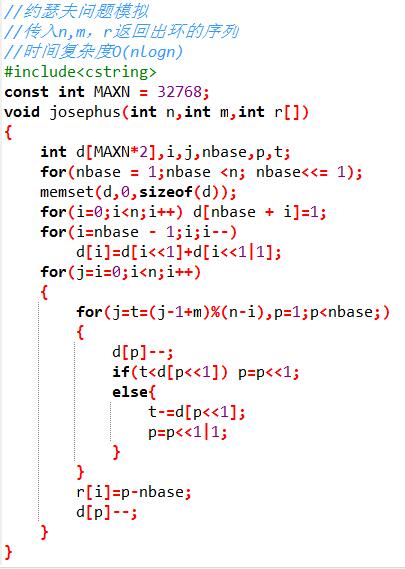 //约瑟夫问题模拟
//传入n,m，r返回出环的序列
//时间复杂度O(nlogn)
#include<cstring>
const int MAXN = 32768;
void josephus(int n,int m,int r[])
{
    int d[MAXN*2],i,j,nbase,p,t;
    for(nbase = 1;nbase <n; nbase<<= 1);
    memset(d,0,sizeof(d));
    for(i=0;i<n;i++) d[nbase + i]=1;
    for(i=nbase - 1;i;i--)
        d[i]=d[i<<1]+d[i<<1|1];
    for(j=i=0;i<n;i++)
    {
        for(j=t=(j-1+m)%(n-i),p=1;p<nbase;)
        {
            d[p]--;
            if(t<d[p<<1]) p=p<<1;
            else{
                t-=d[p<<1];
                p=p<<1|1;
            }
        }
        r[i]=p-nbase;
        d[p]--;
    }
}